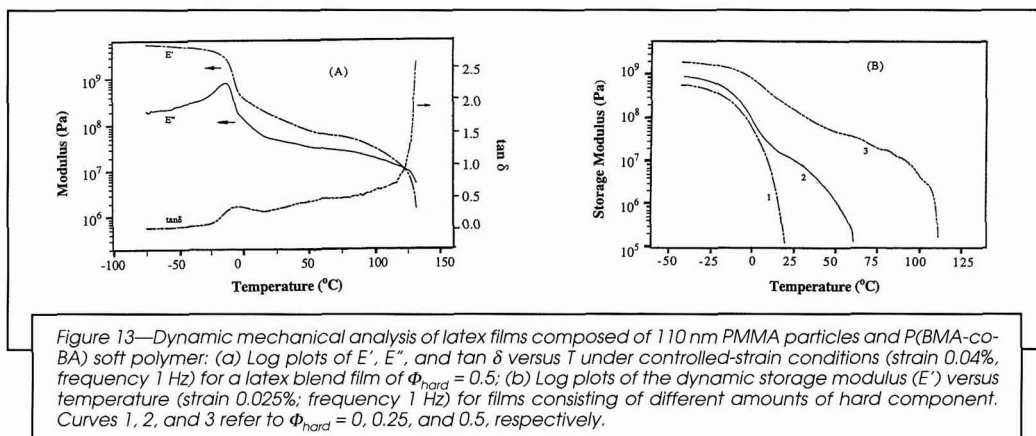 (A)
E'
E"
tanδ
10⁹
10⁸
10⁷
10⁶
Modulus (Pa)
2.5
2.0
1.5
1.0
0.5
0.0
tan δ
-100 -50 0 50 100 150
Temperature (°C)
(B)
10⁹
10⁸
10⁷
10⁶
10⁵
Storage Modulus (Pa)
1
2
3
-50 -25 0 25 50 75 100 125
Temperature (°C)
Figure 13—Dynamic mechanical analysis of latex films composed of 110 nm PMMA particles and P(BMA-co-
BA) soft polymer: (a) Log plots of E', E", and tan δ versus T under controlled-strain conditions (strain 0.04%,
frequency 1 Hz) for a latex blend film of Φhard = 0.5; (b) Log plots of the dynamic storage modulus (E') versus
temperature (strain 0.025%; frequency 1 Hz) for films consisting of different amounts of hard component.
Curves 1, 2, and 3 refer to Φhard = 0, 0.25, and 0.5, respectively.